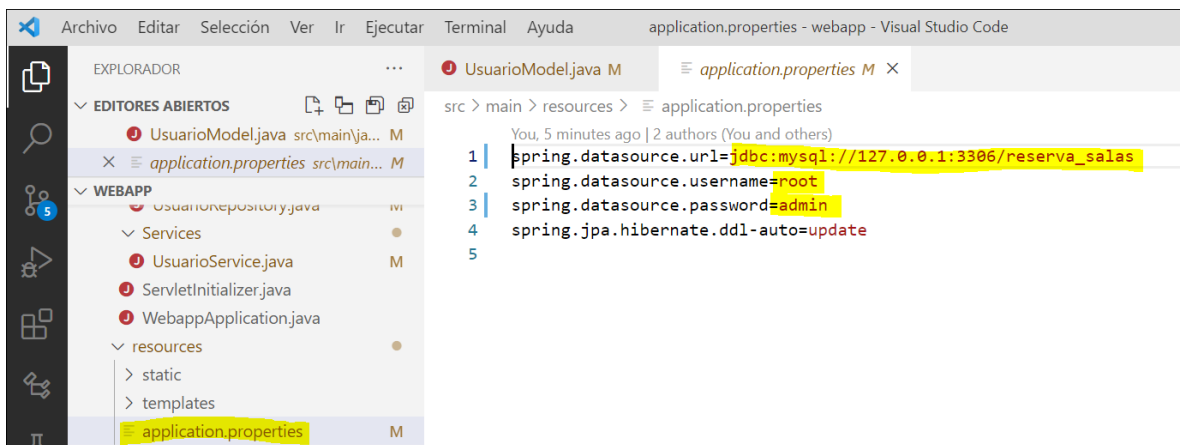 Archivo Editar Selección Ver Ir Ejecutar Terminal Ayuda application.properties - webapp - Visual Studio Code
EXPLORADOR ...
EDITORES ABIERTOS
UsuarioModel.java src\main\ja... M
application.properties src\main... M
WEBAPP
UsuarioRepository.java M
Services
UsuarioService.java M
ServletInitializer.java
WebappApplication.java
resources
static
templates
application.properties M
5
UsuarioModel.java M application.properties M
src > main > resources > application.properties
You, 5 minutes ago | 2 authors (You and others)
1 spring.datasource.url=jdbc:mysql://127.0.0.1:3306/reserva_salas
2 spring.datasource.username=root
3 spring.datasource.password=admin
4 spring.jpa.hibernate.ddl-auto=update
5